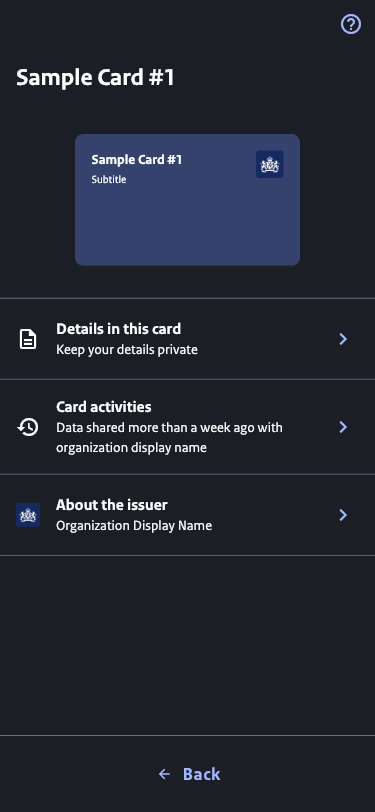 Sample Card #1
Sample Card #1
Subtitle
Details in this card
Keep your details private
Card activities
Data shared more than a week ago with
organization display name
About the issuer
Organization Display Name
Back